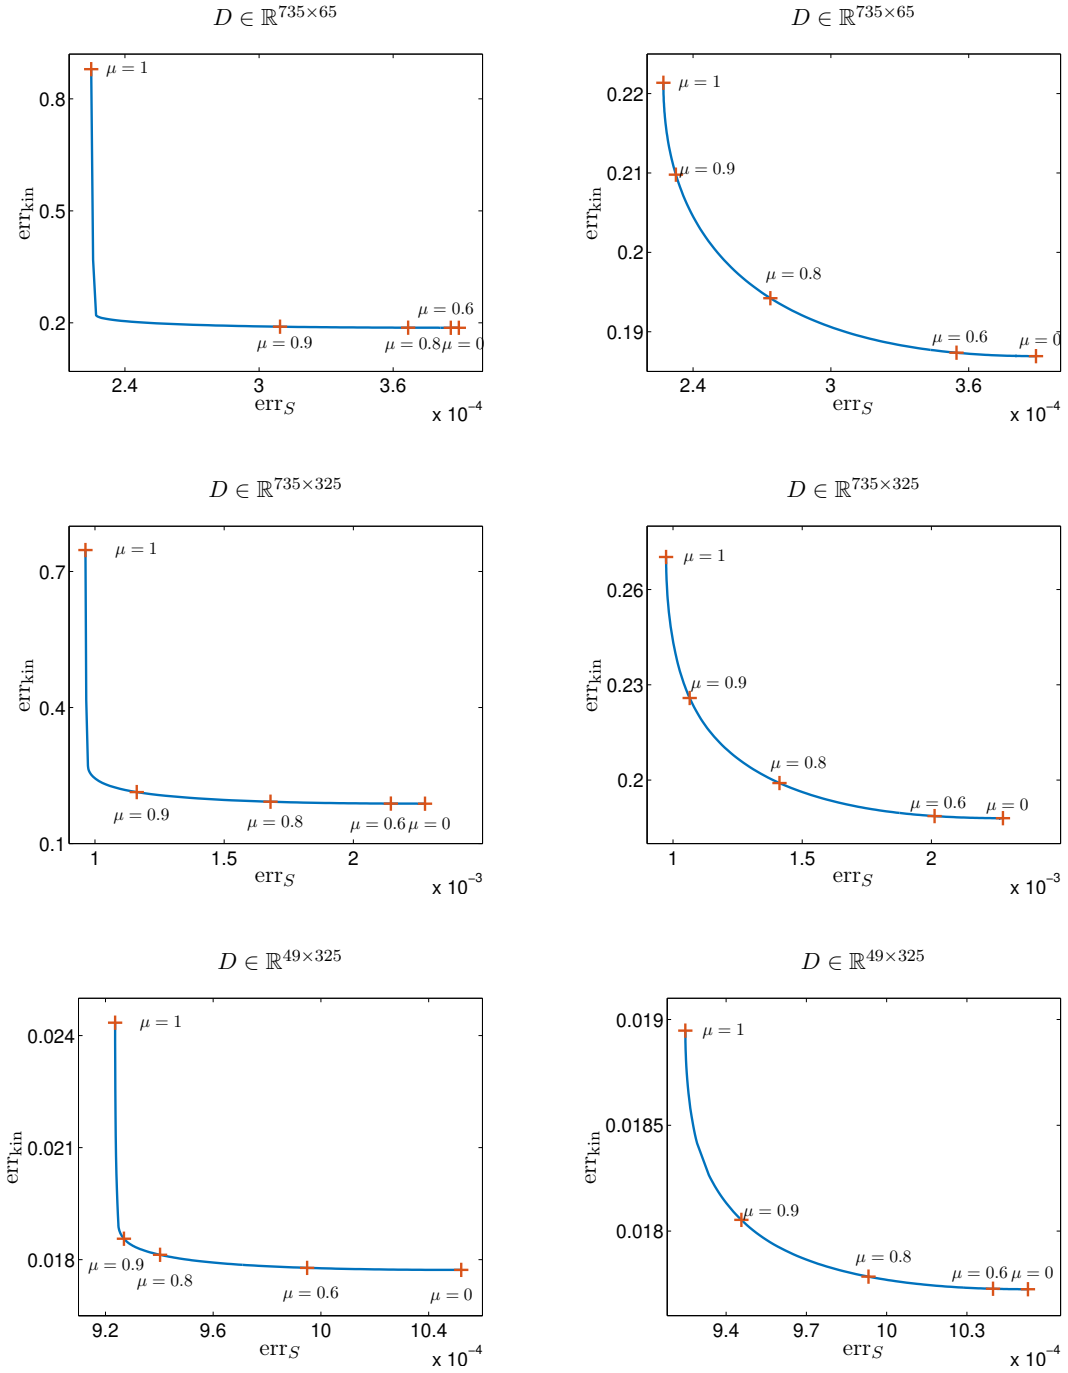 D ∈ ℝ^{735×65}
μ = 1
0.8
0.5
0.2
err_kin
μ = 0.6
μ = 0.9
μ = 0.8
μ = 0
2.4
3
3.6
err_S
x 10^{-4}
D ∈ ℝ^{735×65}
μ = 1
0.22
μ = 0.9
0.21
0.2
0.19
err_kin
μ = 0.8
μ = 0.6
μ = 0
2.4
3
3.6
err_S
x 10^{-4}
D ∈ ℝ^{735×325}
μ = 1
0.7
0.4
0.1
err_kin
μ = 0.9
μ = 0.8
μ = 0.6
μ = 0
1
1.5
2
err_S
x 10^{-3}
D ∈ ℝ^{735×325}
μ = 1
0.26
0.23
0.2
err_kin
μ = 0.9
μ = 0.8
μ = 0.6
μ = 0
1
1.5
2
err_S
x 10^{-3}
D ∈ ℝ^{49×325}
μ = 1
0.024
0.021
0.018
err_kin
μ = 0.9
μ = 0.8
μ = 0.6
μ = 0
9.2
9.6
10
10.4
err_S
x 10^{-4}
D ∈ ℝ^{49×325}
0.019
μ = 1
0.0185
0.018
err_kin
μ = 0.9
μ = 0.8
μ = 0.6
μ = 0
9.4
9.7
10
10.3
err_S
x 10^{-4}